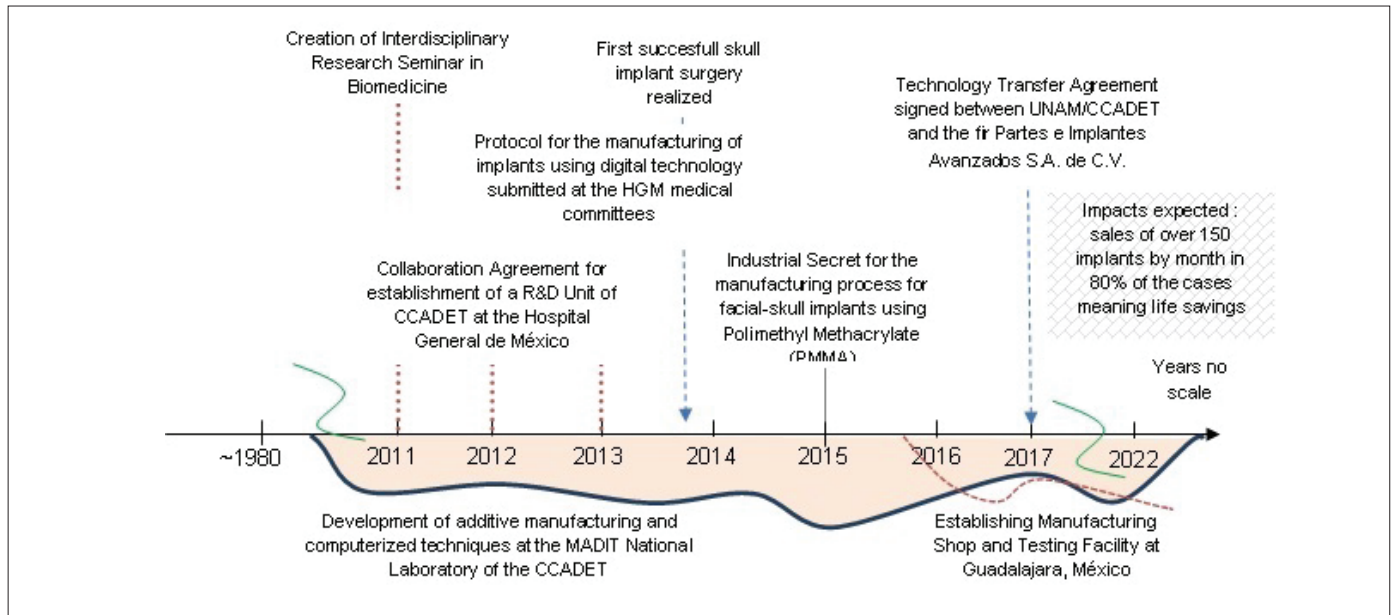 Creation of Interdisciplinary
Research Seminar in
Biomedicine
First succesfull skull
implant surgery
realized
Technology Transfer Agreement
signed between UNAM/CCADET
and the fir Partes e Implantes
Avanzados S.A. de C.V.
Protocol for the manufacturing of
implants using digital technology
submitted at the HGM medical
committees
Impacts expected :
sales of over 150
implants by month in
80% of the cases
meaning life savings
Collaboration Agreement for
establishment of a R&D Unit of
CCADET at the Hospital
General de México
Industrial Secret for the
manufacturing process for
facial-skull implants using
Polimethyl Methacrylate
(PMMA)
Years no
scale
~1980
2011
2012
2013
2014
2015
2016
2017
2022
Development of additive manufacturing and
computerized techniques at the MADIT National
Laboratory of the CCADET
Establishing Manufacturing
Shop and Testing Facility at
Guadalajara, México